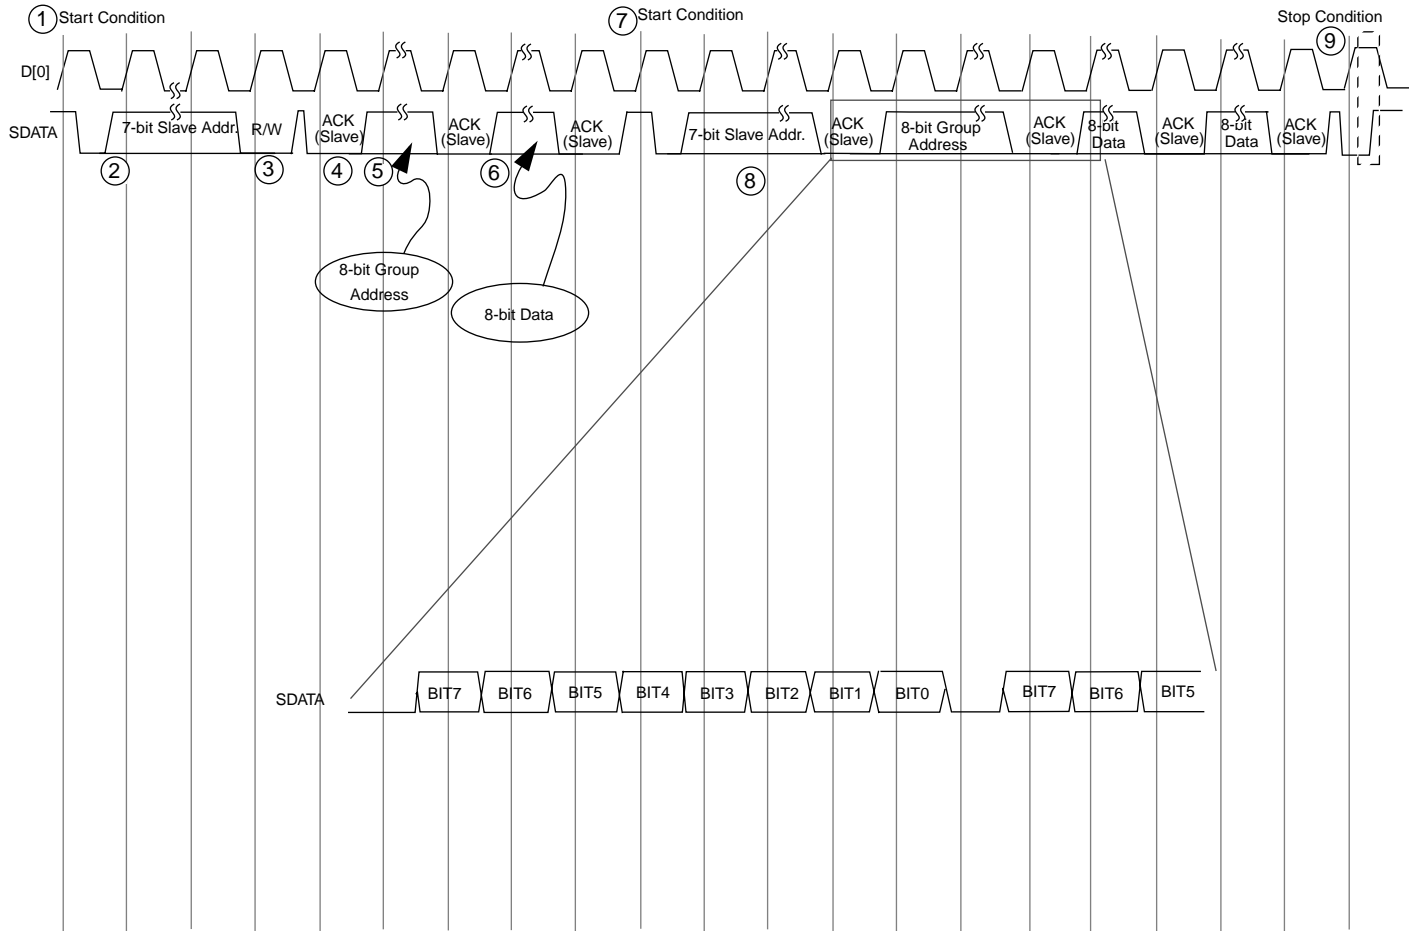 1 Start Condition
7 Start Condition
Stop Condition
9
D[0]
SDATA
7-bit Slave Addr.
R/W
ACK
(Slave)
ACK
(Slave)
ACK
(Slave)
7-bit Slave Addr.
ACK
(Slave)
8-bit Group
Address
ACK
(Slave)
8-bit
Data
ACK
(Slave)
8-bit
Data
ACK
(Slave)
2
3
4
5
6
8
8-bit Group
Address
8-bit Data
SDATA
BIT7 BIT6 BIT5 BIT4 BIT3 BIT2 BIT1 BIT0 BIT7 BIT6 BIT5